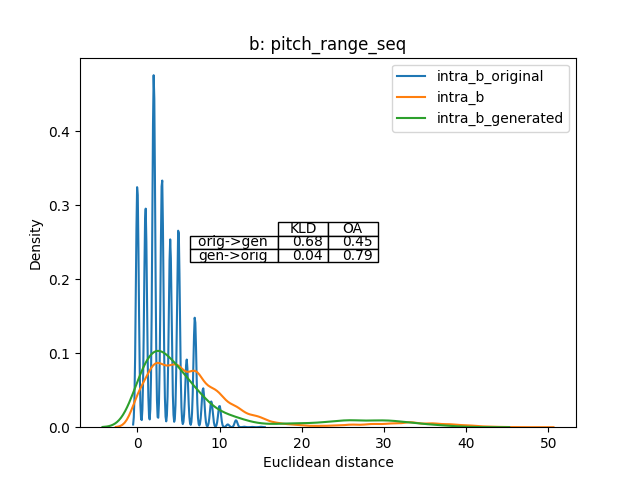 b: pitch_range_seq
intra_b_original
intra_b
intra_b_generated
Density
0.4
0.3
0.2
0.1
0.0
KLD OA
orig->gen 0.68 0.45
gen->orig 0.04 0.79
0 10 20 30 40 50
Euclidean distance